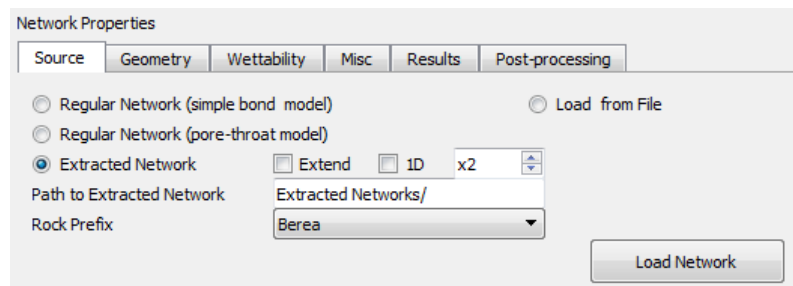 Network Properties
Source Geometry Wettability Misc Results Post-processing
Regular Network (simple bond model) Load from File
Regular Network (pore-throat model)
Extracted Network Extend 1D x2
Path to Extracted Network Extracted Networks/
Rock Prefix Berea
Load Network